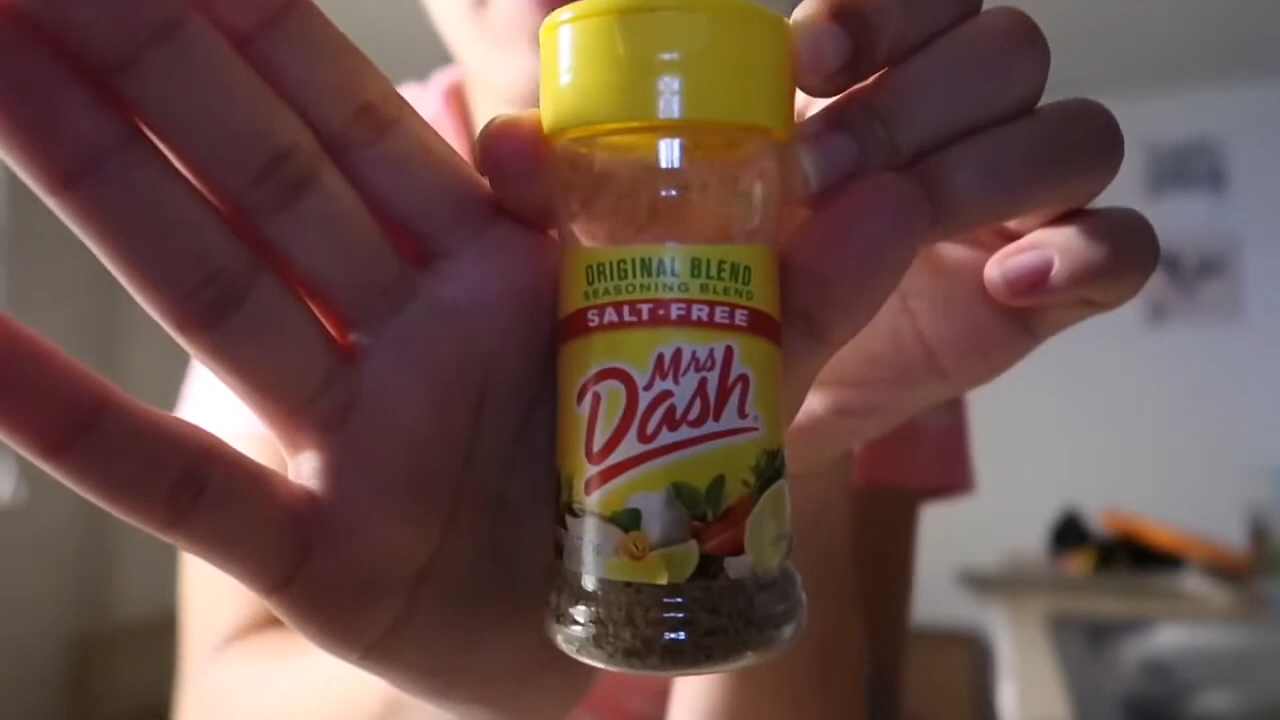 ORIGINAL BLEND
SEASONING BLEND
SALT-FREE
Mrs
Dash